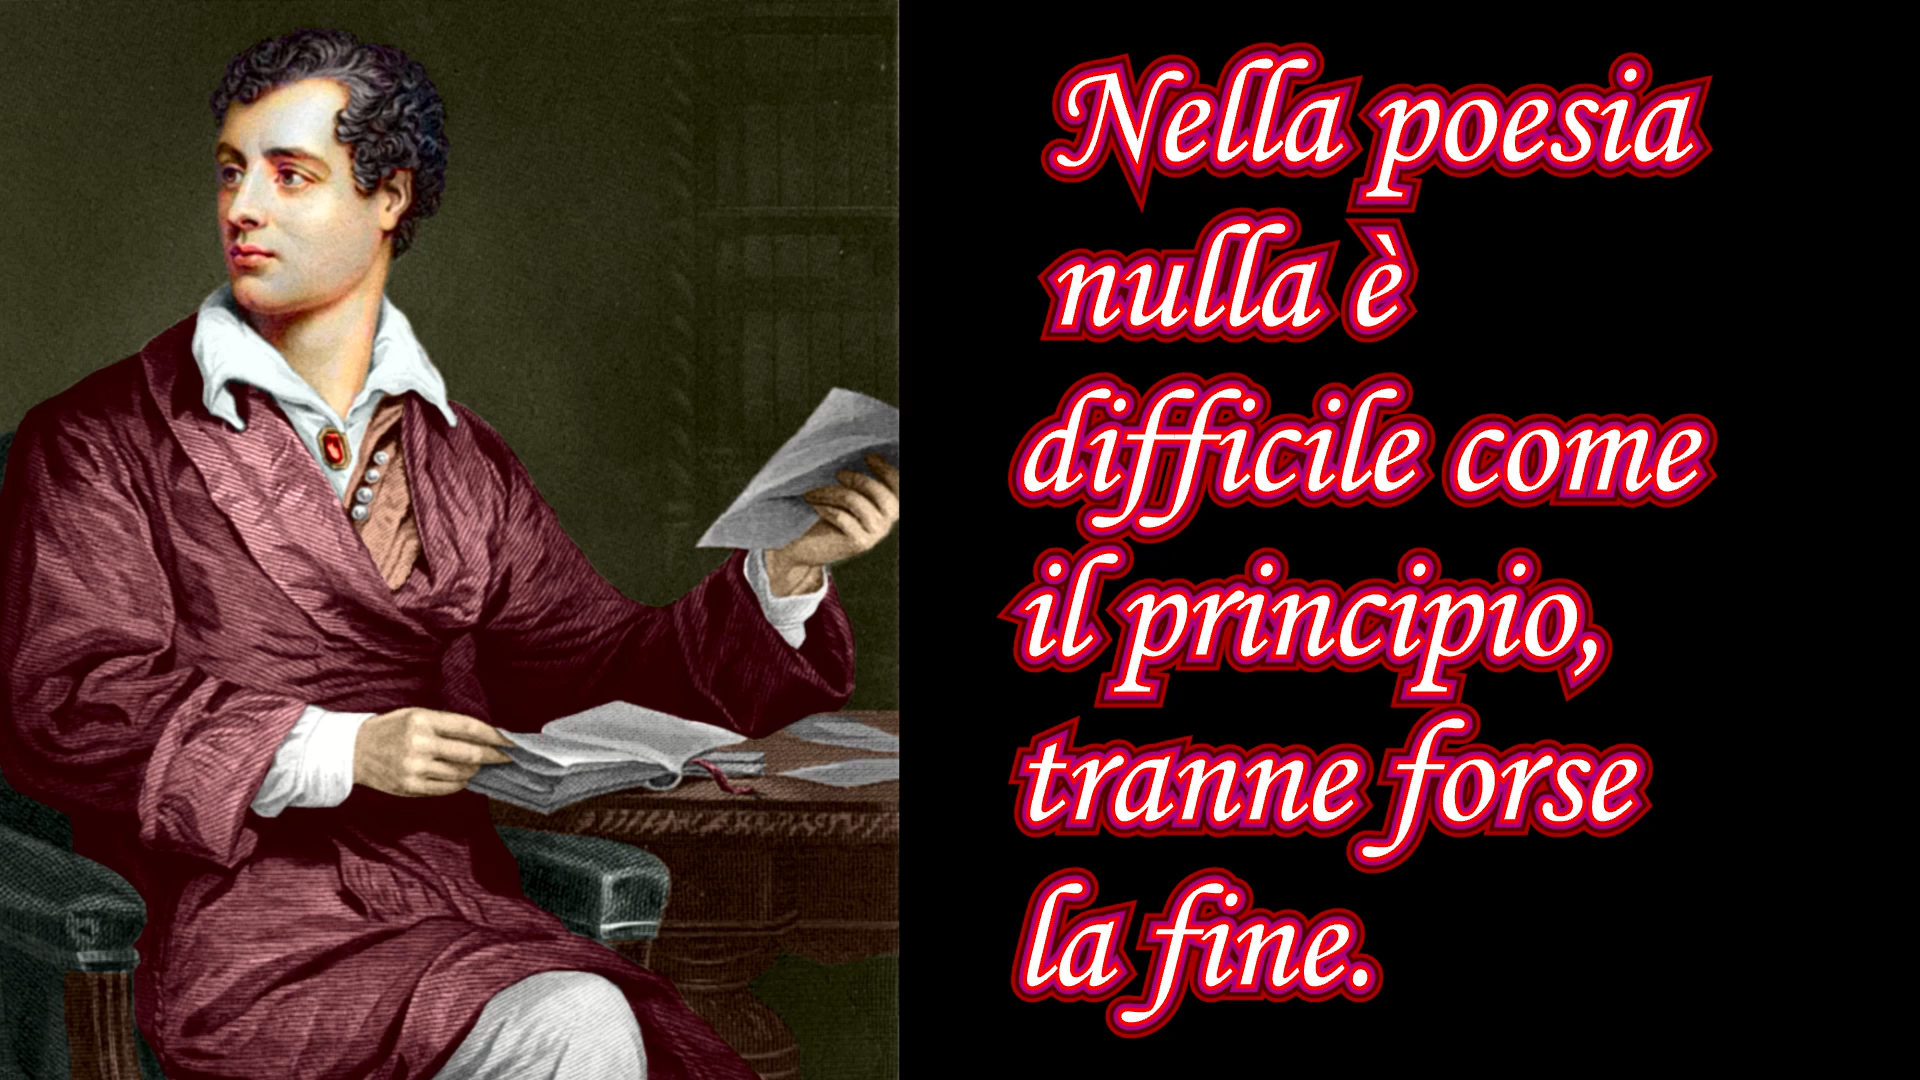 Nella poesia
nulla è
difficile come
il principio,
tranne forse
la fine.